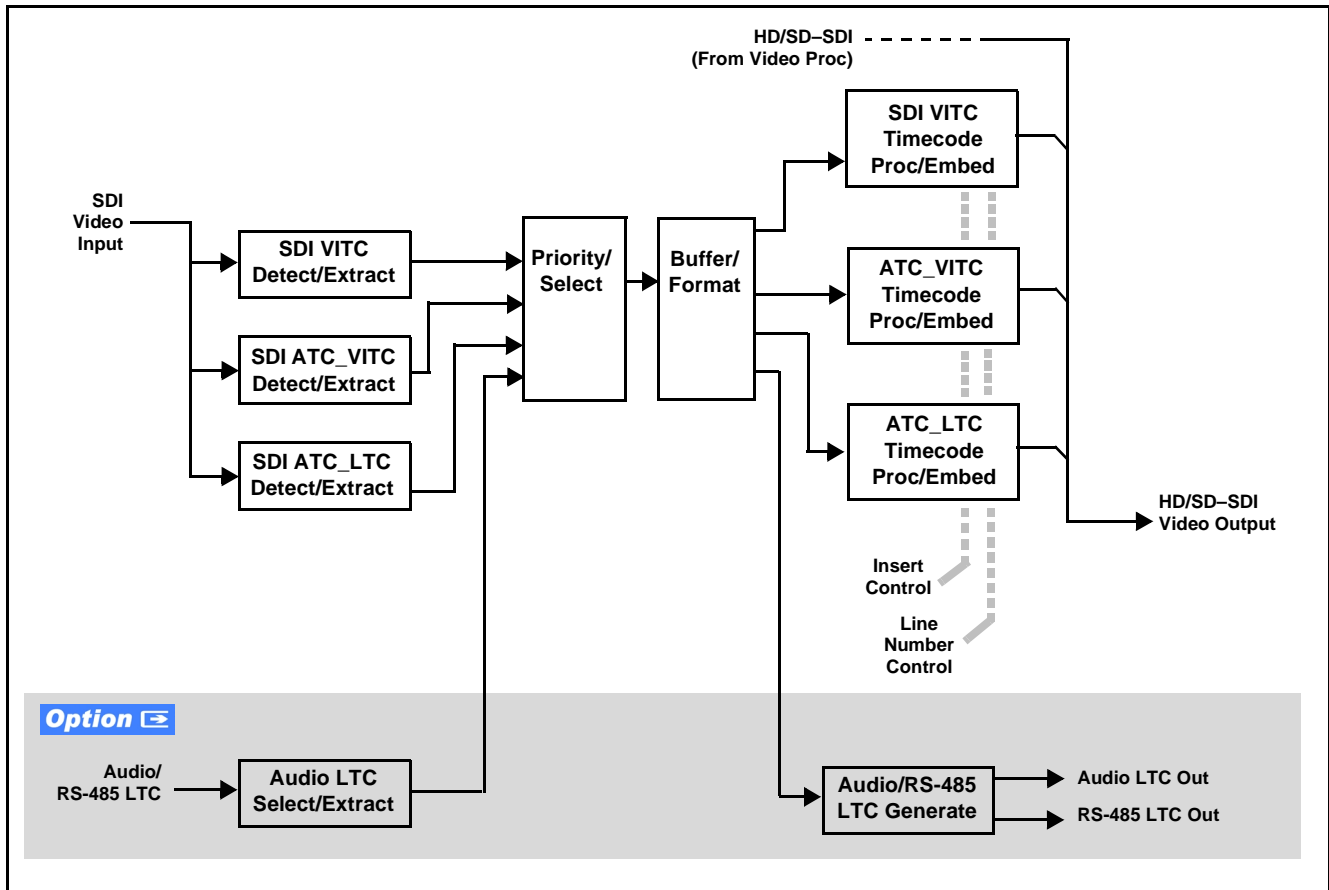 HD/SD–SDI
(From Video Proc)
SDI VITC
Timecode
Proc/Embed
SDI
Video
Input
SDI VITC
Detect/Extract
Priority/
Select
Buffer/
Format
ATC_VITC
Timecode
Proc/Embed
SDI ATC_VITC
Detect/Extract
ATC_LTC
Timecode
Proc/Embed
SDI ATC_LTC
Detect/Extract
HD/SD–SDI
Video Output
Insert
Control
Line
Number
Control
Option
Audio/
RS-485 LTC
Audio LTC
Select/Extract
Audio/RS-485
LTC Generate
Audio LTC Out
RS-485 LTC Out